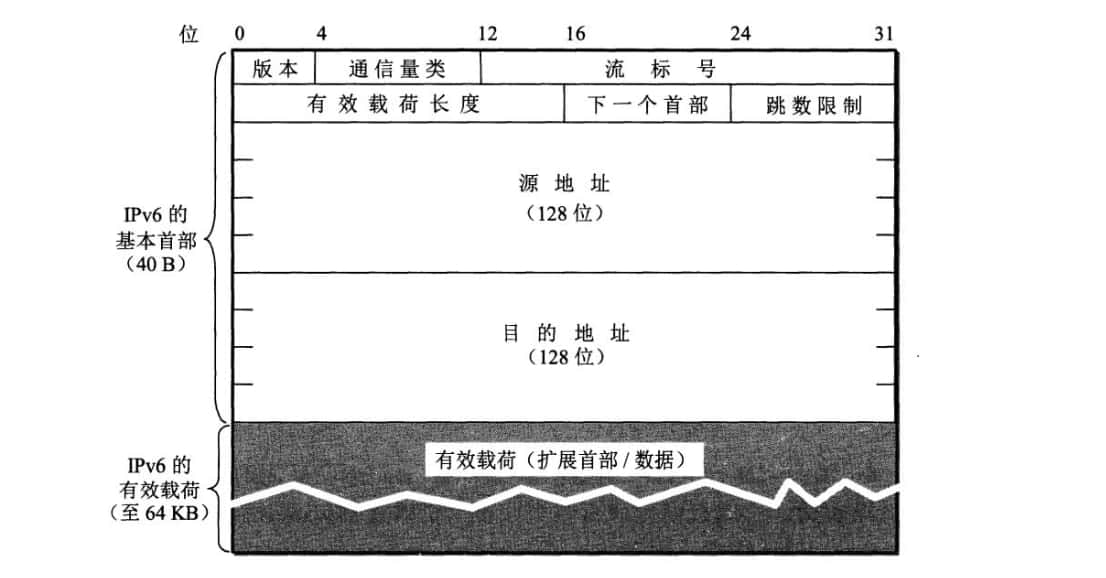 位 0 4 12 16 24 31
版本 通信量类 流标号
有效载荷长度 下一个首部 跳数限制
源地址
（128 位）
IPv6 的
基本首部
（40 B）
目的地址
（128 位）
有效载荷（扩展首部 / 数据）
IPv6 的
有效载荷
（至 64 KB）